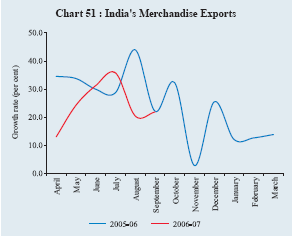 Chart 51 : India's Merchandise Exports
Growth rate (per cent)
50.0
40.0
30.0
20.0
10.0
0.0
April
May
June
July
August
September
October
November
December
January
February
March
2005-06
2006-07